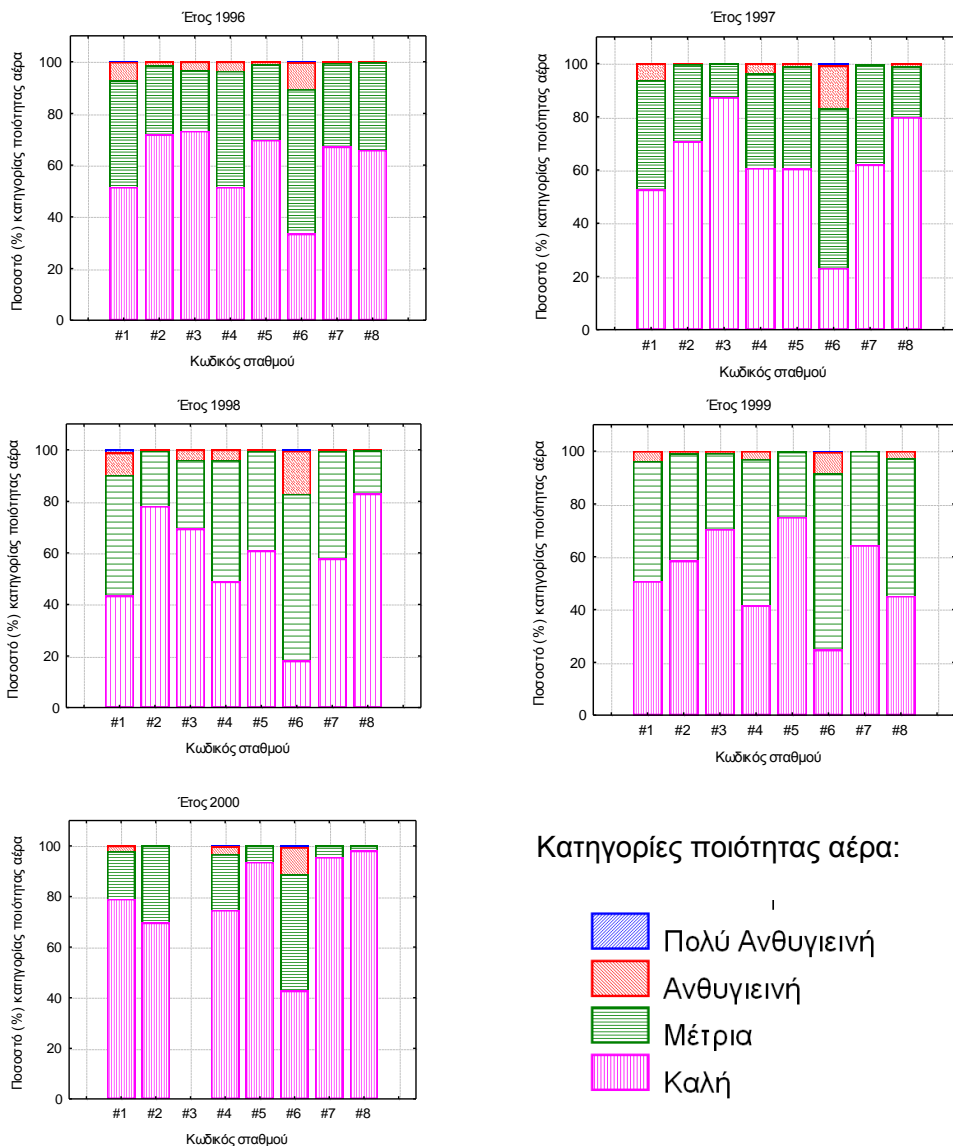 Έτος 1996
Ποσοστό (%) κατηγορίας ποιότητας αέρα
100
80
60
40
20
0
#1 #2 #3 #4 #5 #6 #7 #8
Κωδικός σταθμού
Έτος 1997
Ποσοστό (%) κατηγορίας ποιότητας αέρα
100
80
60
40
20
0
#1 #2 #3 #4 #5 #6 #7 #8
Κωδικός σταθμού
Έτος 1998
Ποσοστό (%) κατηγορίας ποιότητας αέρα
100
80
60
40
20
0
#1 #2 #3 #4 #5 #6 #7 #8
Κωδικός σταθμού
Έτος 1999
Ποσοστό (%) κατηγορίας ποιότητας αέρα
100
80
60
40
20
0
#1 #2 #3 #4 #5 #6 #7 #8
Κωδικός σταθμού
Έτος 2000
Ποσοστό (%) κατηγορίας ποιότητας αέρα
100
80
60
40
20
0
#1 #2 #3 #4 #5 #6 #7 #8
Κωδικός σταθμού
Κατηγορίες ποιότητας αέρα:
Πολύ Ανθυγιεινή
Ανθυγιεινή
Μέτρια
Καλή